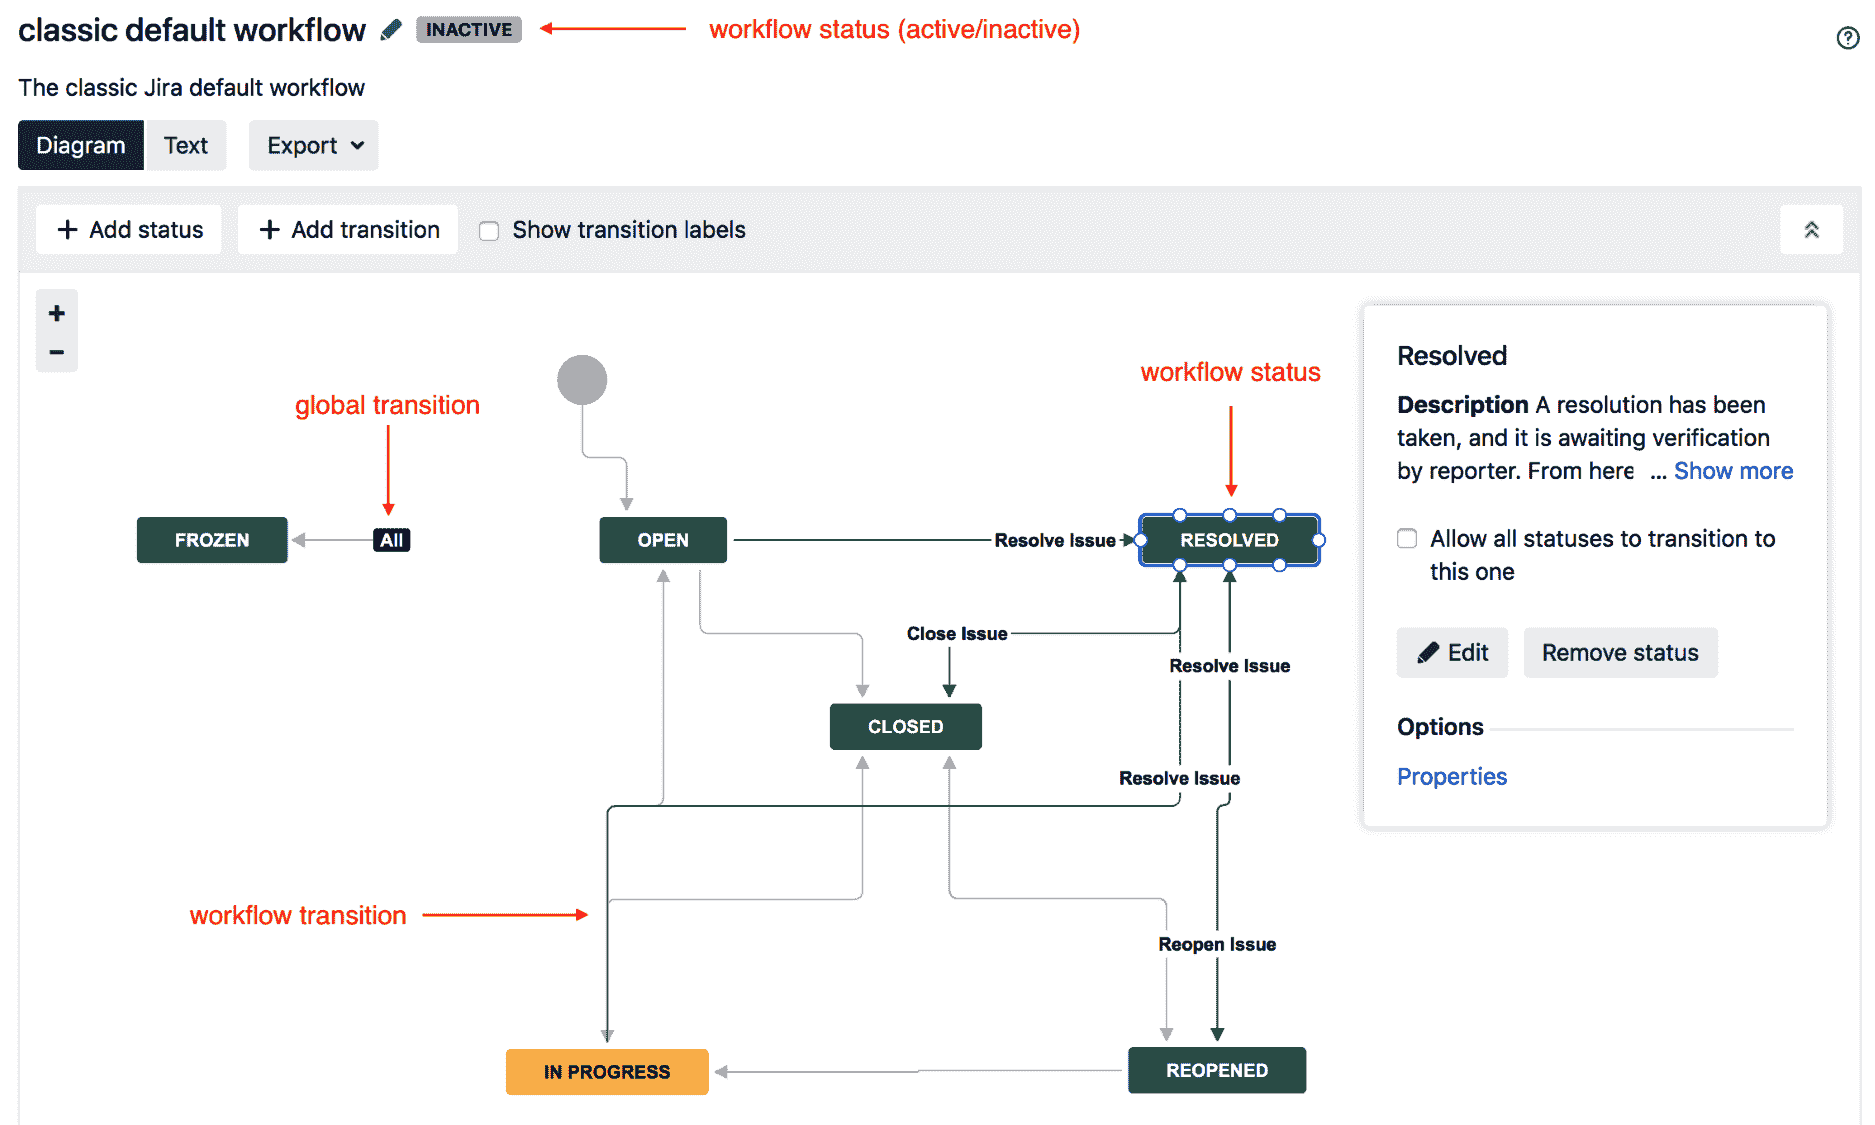 classic default workflow INACTIVE workflow status (active/inactive)
The classic Jira default workflow
Diagram Text Export
Add status Add transition Show transition labels
global transition
workflow status
FROZEN All OPEN Resolve Issue RESOLVED
Close Issue
Resolve Issue
CLOSED
Resolve Issue
workflow transition
Reopen Issue
IN PROGRESS REOPENED
Resolved
Description A resolution has been
taken, and it is awaiting verification
by reporter. From here ... Show more
Allow all statuses to transition to
this one
Edit Remove status
Options
Properties